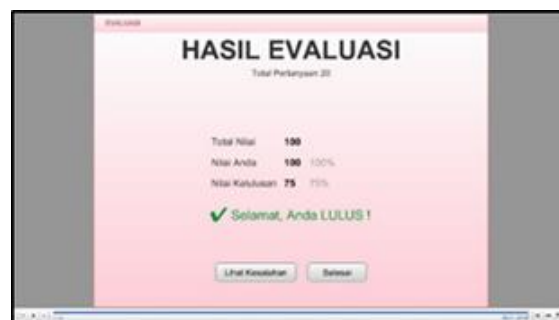 EVALUASI
HASIL EVALUASI
Total Pertanyaan 20
Total Nilai 100
Nilai Anda 100 100%
Nilai Kelulusan 75 75%
Selamat, Anda LULUS !
Lihat Kesalahan Selesai